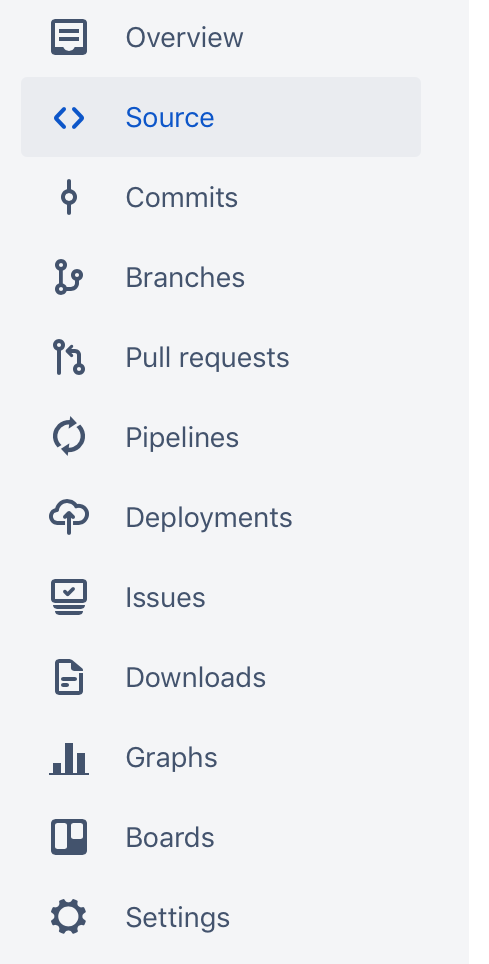 Overview
Source
Commits
Branches
Pull requests
Pipelines
Deployments
Issues
Downloads
Graphs
Boards
Settings